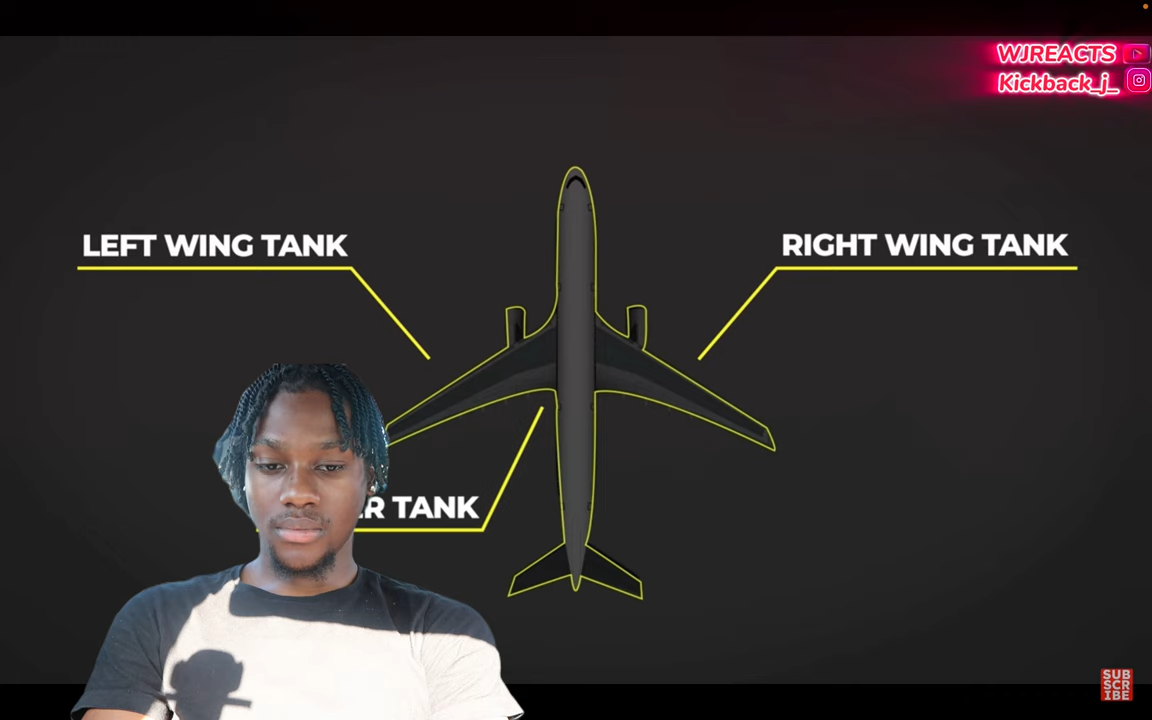 WJREACTS
Kickback_j_
LEFT WING TANK
RIGHT WING TANK
TANK
SUB
SCR
IBE